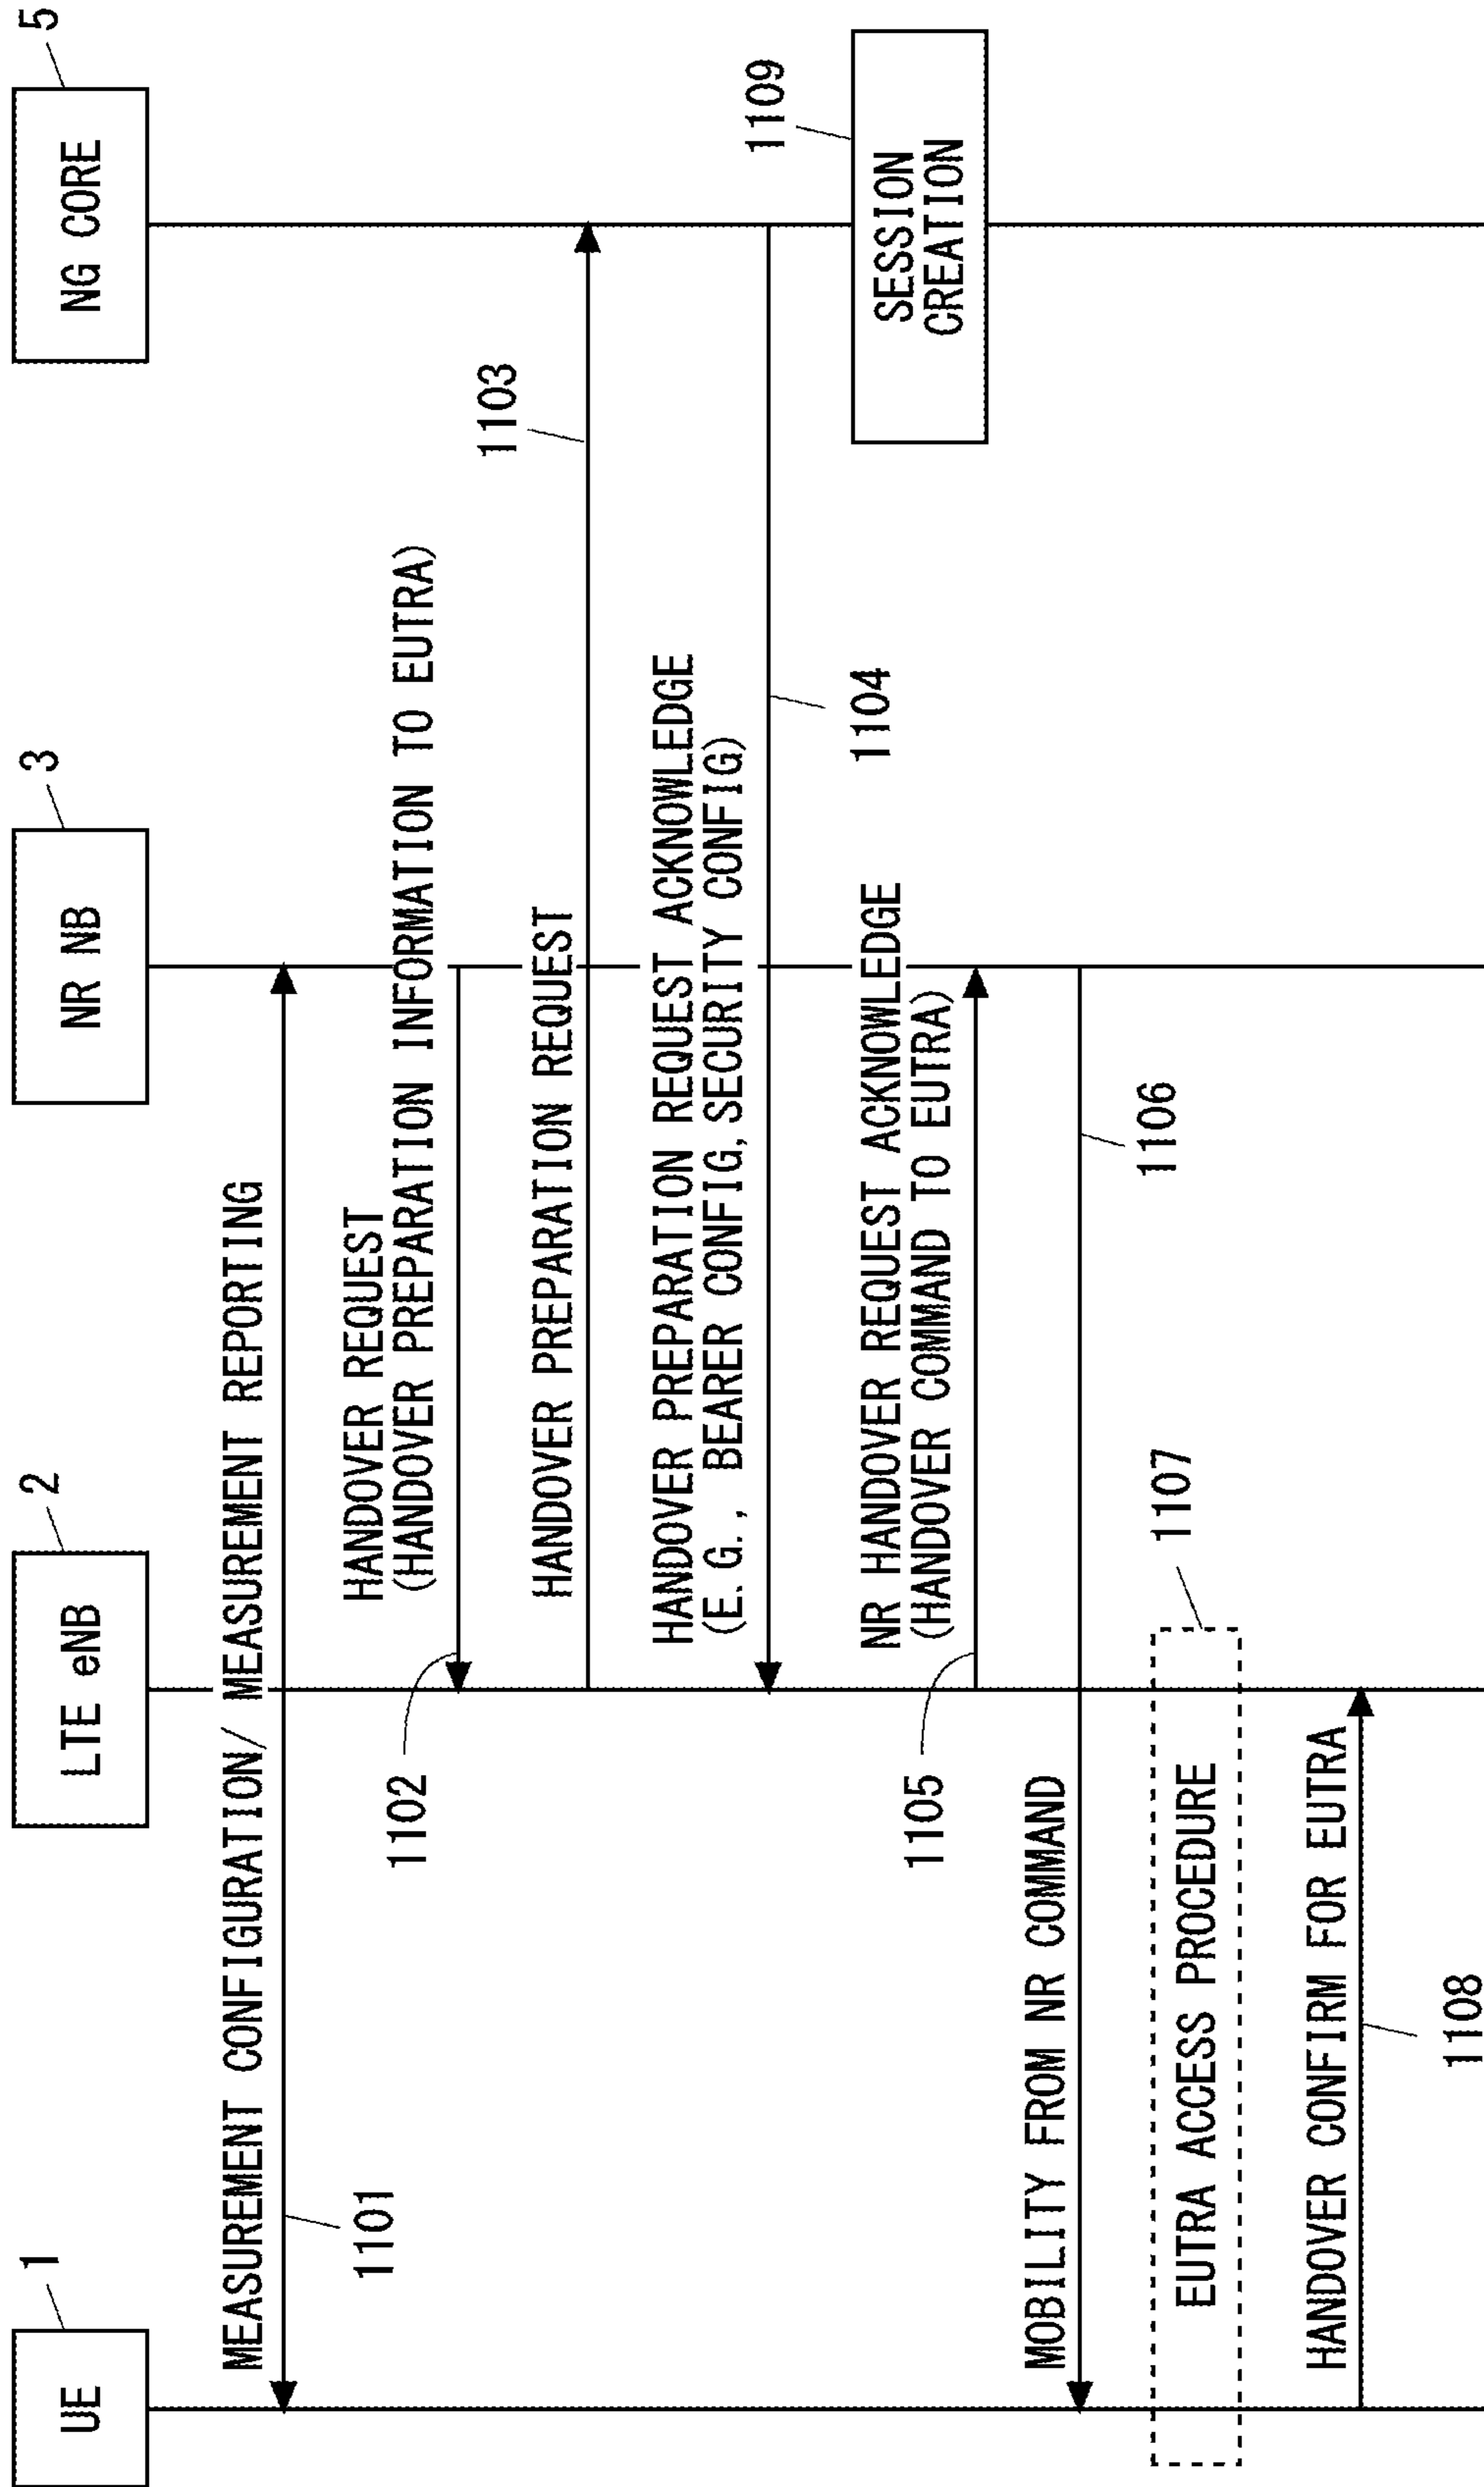 UE
1
LTE eNB
2
NR NB
3
NG CORE
5
MEASUREMENT CONFIGURATION/ MEASUREMENT REPORTING
1101
HANDOVER REQUEST
(HANDOVER PREPARATION INFORMATION TO EUTRA)
1102
HANDOVER PREPARATION REQUEST
1103
HANDOVER PREPARATION REQUEST ACKNOWLEDGE
(E.G., BEARER CONFIG, SECURITY CONFIG)
1104
SESSION
CREATION
1109
NR HANDOVER REQUEST ACKNOWLEDGE
(HANDOVER COMMAND TO EUTRA)
1105
MOBILITY FROM NR COMMAND
1106
EUTRA ACCESS PROCEDURE
1107
HANDOVER CONFIRM FOR EUTRA
1108